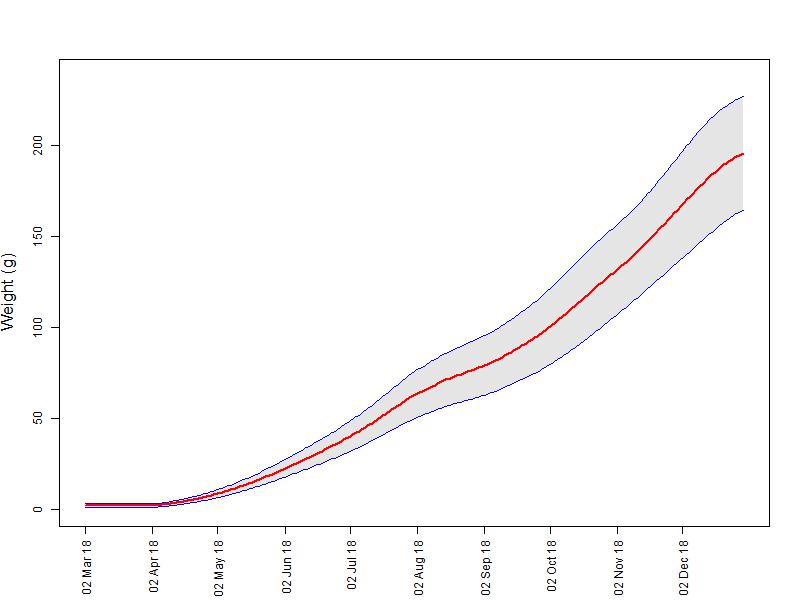 Weight (g)
200
150
100
50
0
02 Mar 18
02 Apr 18
02 May 18
02 Jun 18
02 Jul 18
02 Aug 18
02 Sep 18
02 Oct 18
02 Nov 18
02 Dec 18